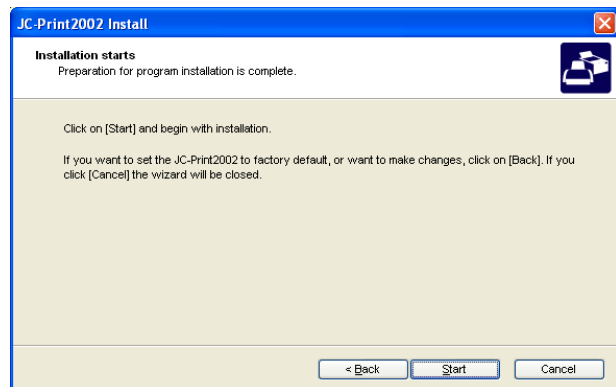 JC-Print2002 Install
Installation starts
Preparation for program installation is complete.
Click on [Start] and begin with installation.
If you want to set the JC-Print2002 to factory default, or want to make changes, click on [Back]. If you
click [Cancel] the wizard will be closed.
< Back Start Cancel